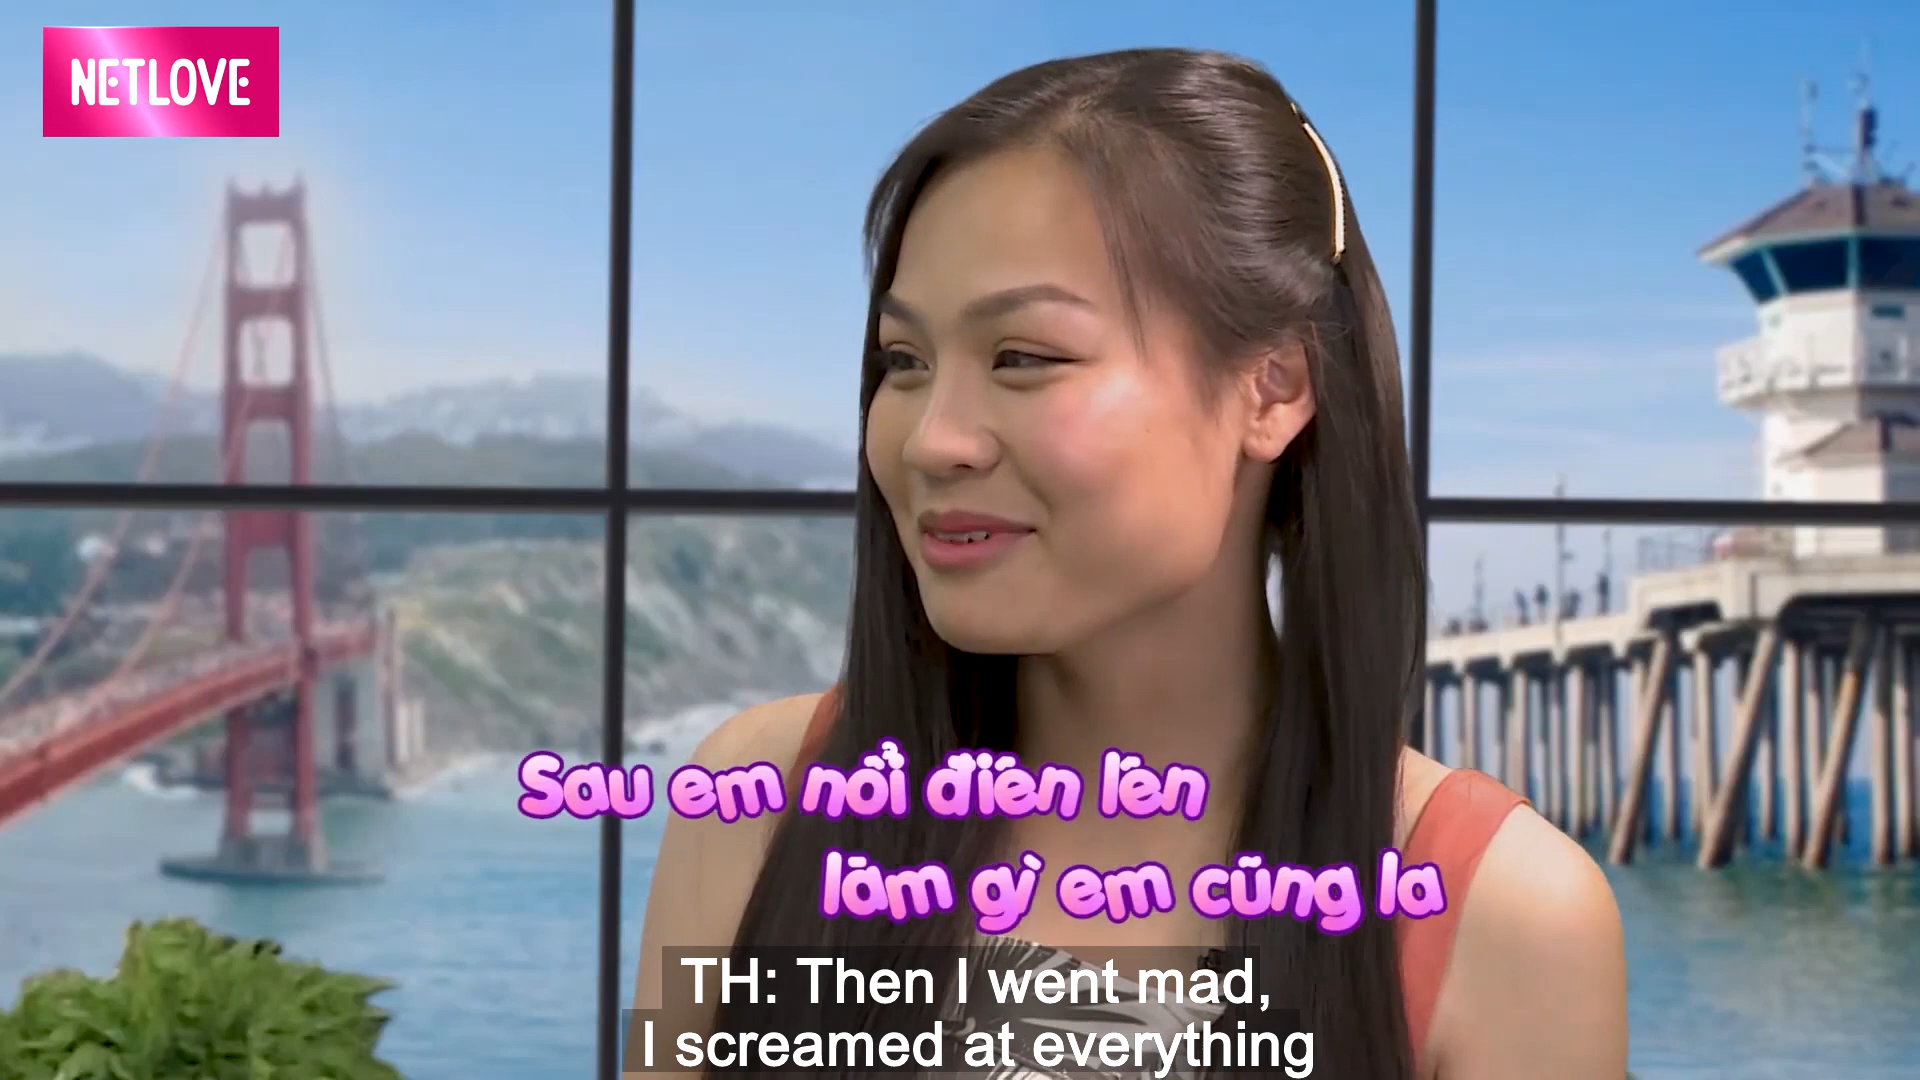 NETLOVE
Sau em nổi điên lên
làm gì em cũng la
TH: Then I went mad,
I screamed at everything